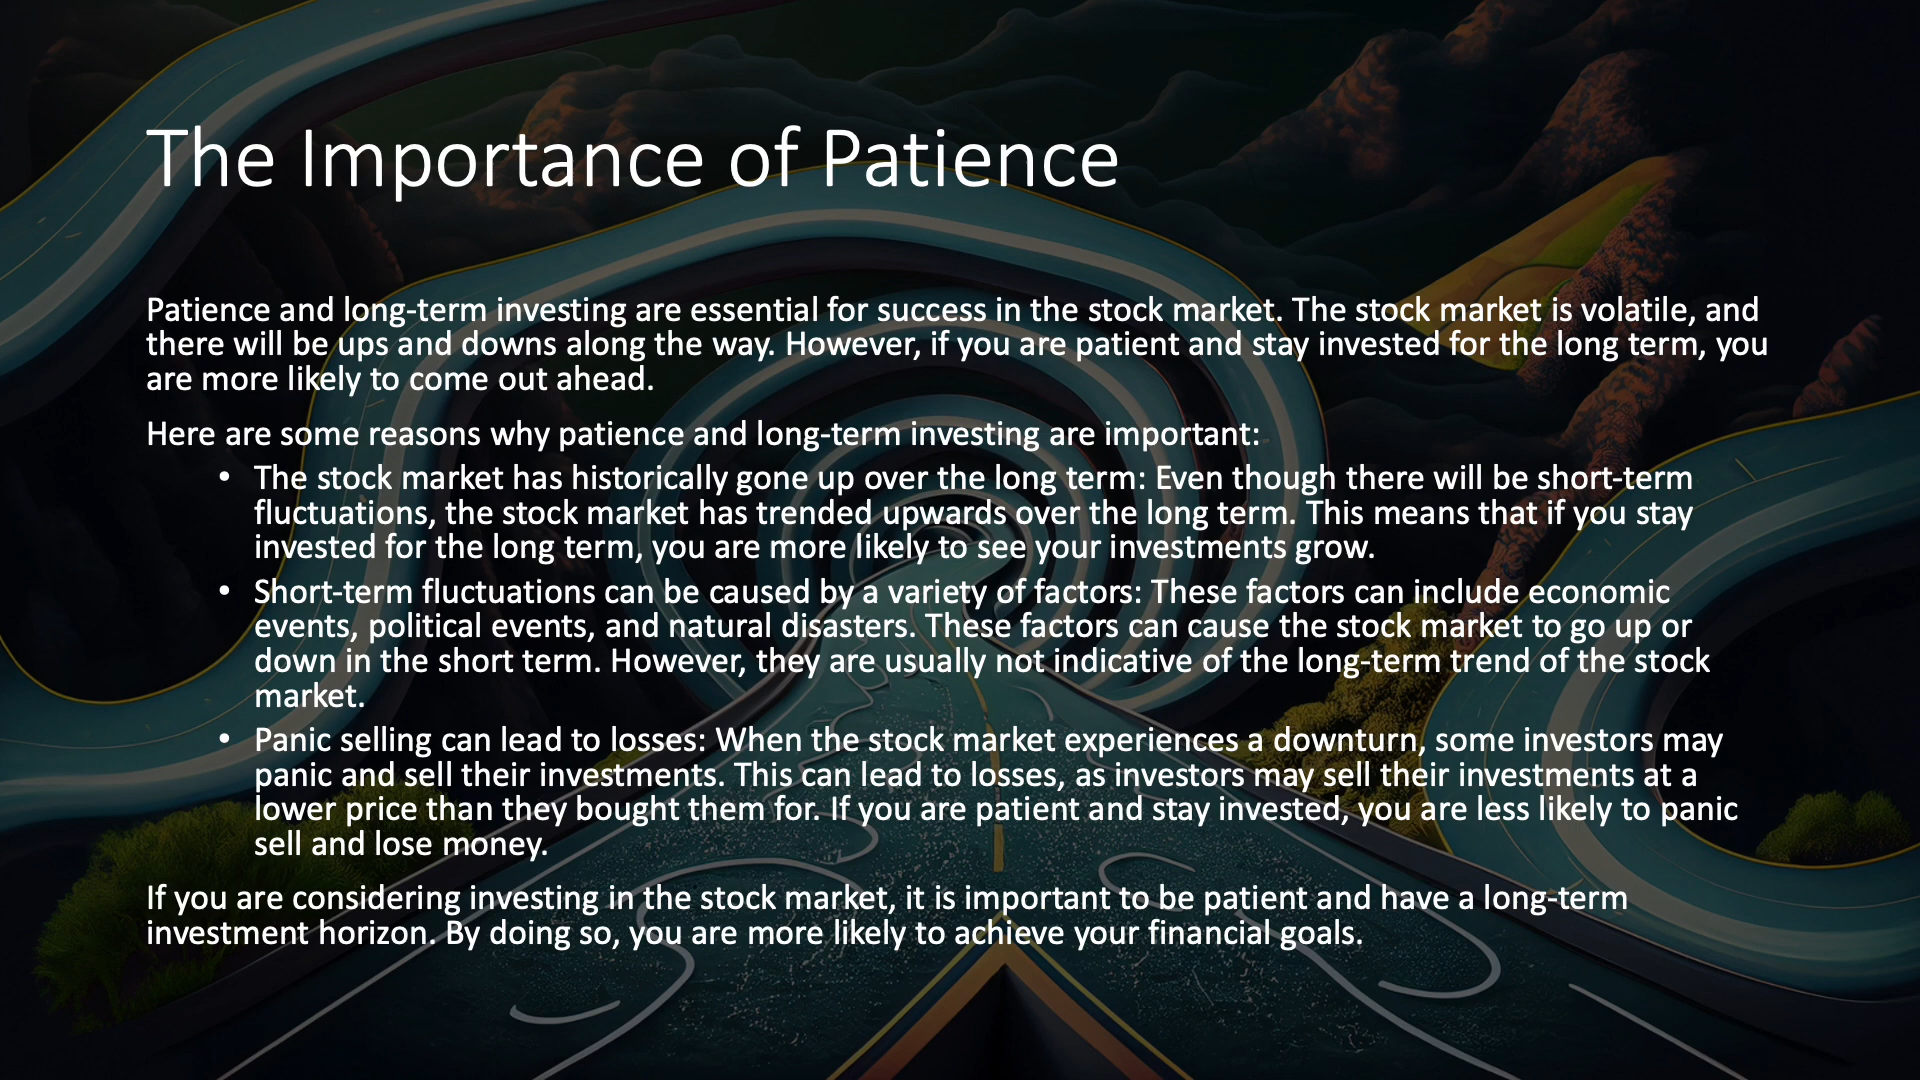 The Importance of Patience
Patience and long-term investing are essential for success in the stock market. The stock market is volatile, and
there will be ups and downs along the way. However, if you are patient and stay invested for the long term, you
are more likely to come out ahead.
Here are some reasons why patience and long-term investing are important:
• The stock market has historically gone up over the long term: Even though there will be short-term
fluctuations, the stock market has trended upwards over the long term. This means that if you stay
invested for the long term, you are more likely to see your investments grow.
• Short-term fluctuations can be caused by a variety of factors: These factors can include economic
events, political events, and natural disasters. These factors can cause the stock market to go up or
down in the short term. However, they are usually not indicative of the long-term trend of the stock
market.
• Panic selling can lead to losses: When the stock market experiences a downturn, some investors may
panic and sell their investments. This can lead to losses, as investors may sell their investments at a
lower price than they bought them for. If you are patient and stay invested, you are less likely to panic
sell and lose money.
If you are considering investing in the stock market, it is important to be patient and have a long-term
investment horizon. By doing so, you are more likely to achieve your financial goals.